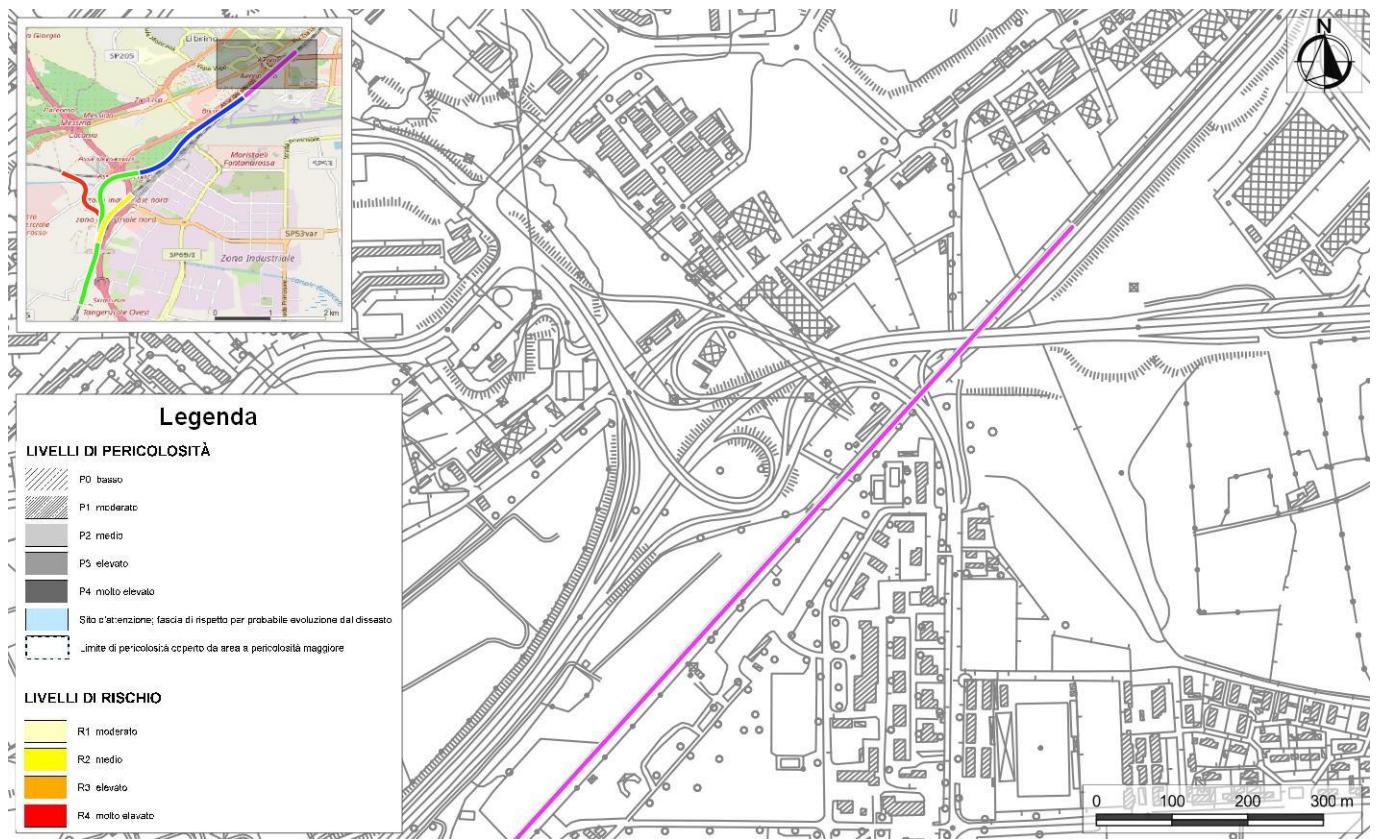 Librino
SP205
N
Fontanarossa
Zona Industriale
SP53var
SP69/II
Tangenziale Ovest
0 1 2 km
Legenda
LIVELLI DI PERICOLOSITÀ
P0 basso
P1 moderato
P2 medio
P3 elevato
P4 molto elevato
Sito d'attenzione; fascia di rispetto per probabile evoluzione del dissesto
Limite di pericolosità coperto da area a pericolosità maggiore
LIVELLI DI RISCHIO
R1 moderato
R2 medio
R3 elevato
R4 molto elevato
0 100 200 300 m